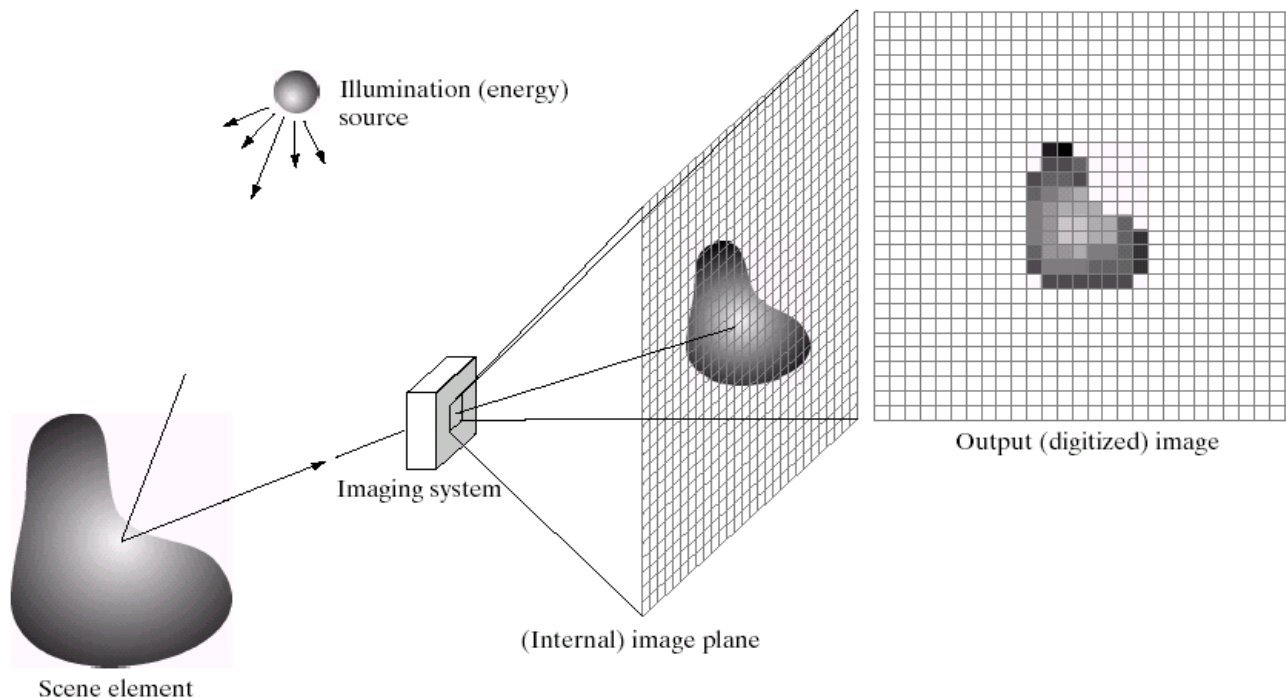 Illumination (energy)
source
Output (digitized) image
Imaging system
(Internal) image plane
Scene element